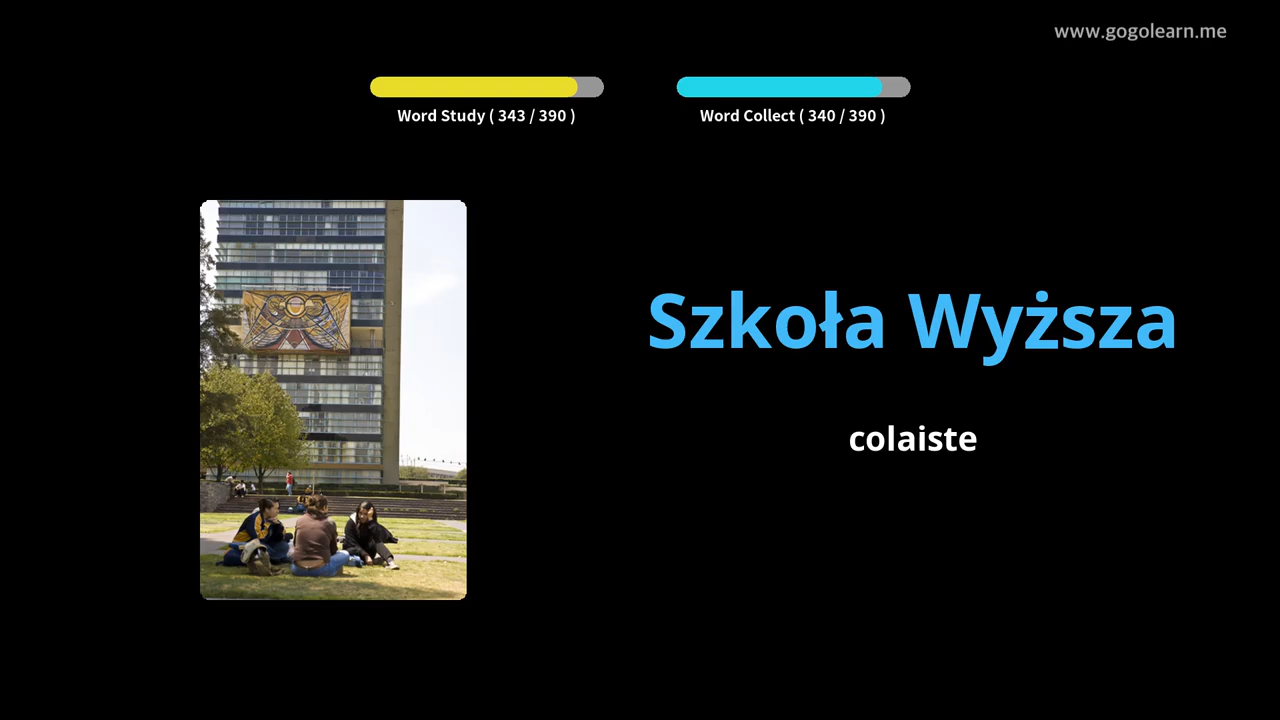 www.gogolearn.me
Word Study ( 343 / 390 )
Word Collect ( 340 / 390 )
Szkoła Wyższa
colaiste